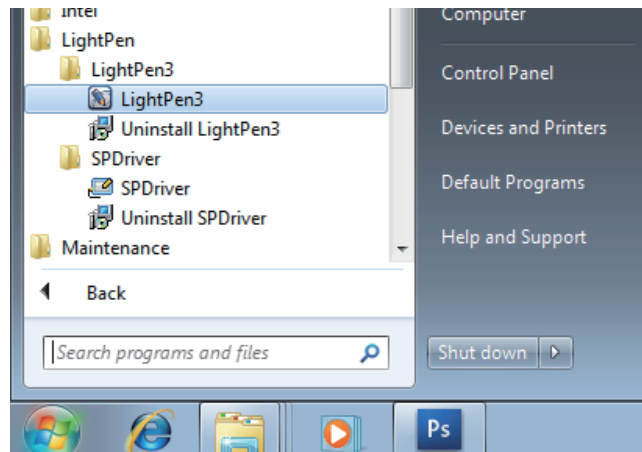 Intel
LightPen
LightPen3
LightPen3
Uninstall LightPen3
SPDriver
SPDriver
Uninstall SPDriver
Maintenance
Back
Search programs and files
Computer
Control Panel
Devices and Printers
Default Programs
Help and Support
Shut down
Ps